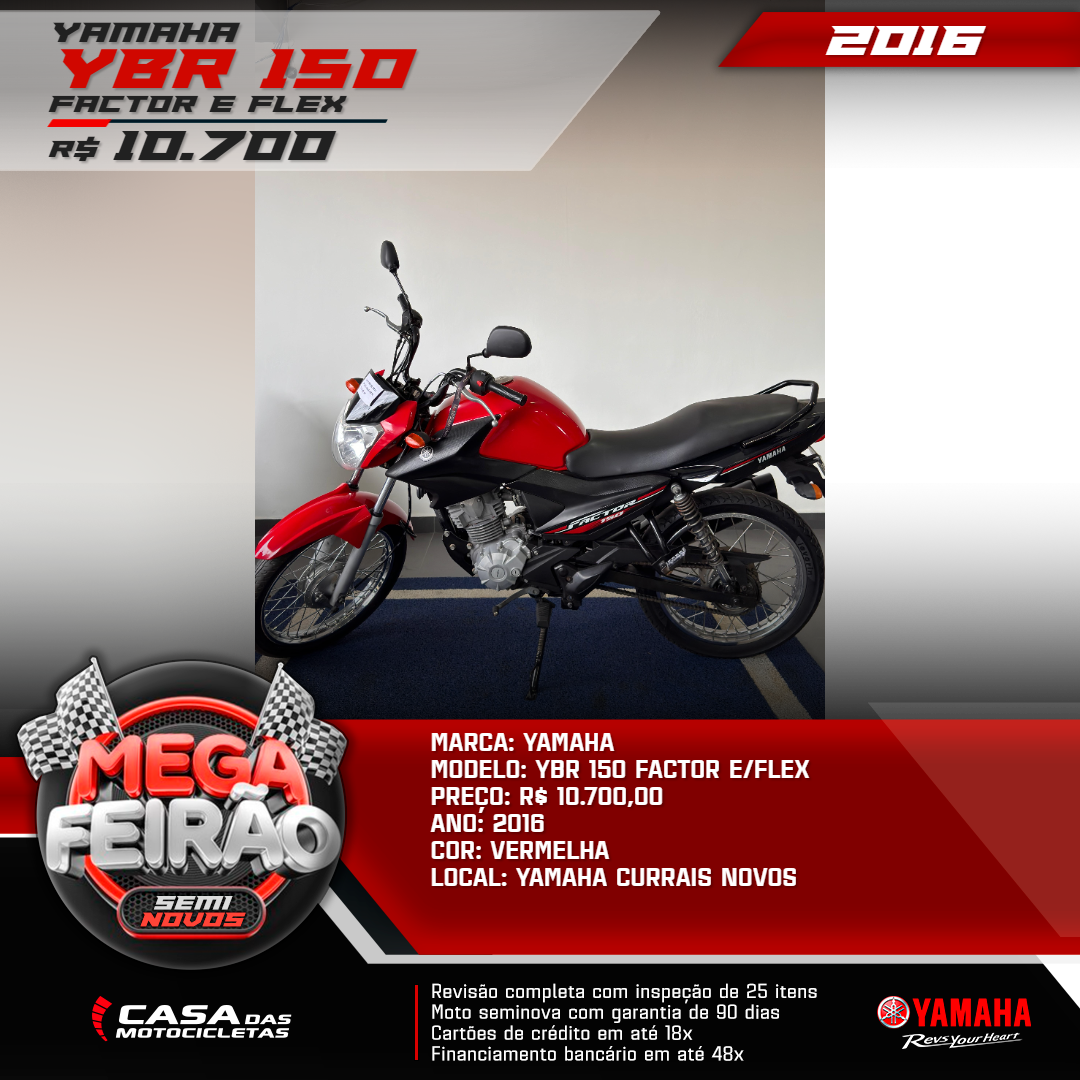 YAMAHA
YBR 150
FACTOR E FLEX
R$ 10.700
2016
YAMAHA
FACTOR
150
MEGA
FEIRÃO
SEMI
NOVOS
MARCA: YAMAHA
MODELO: YBR 150 FACTOR E/FLEX
PREÇO: R$ 10.700,00
ANO: 2016
COR: VERMELHA
LOCAL: YAMAHA CURRAIS NOVOS
CASA DAS
MOTOCICLETAS
Revisão completa com inspeção de 25 itens
Moto seminova com garantia de 90 dias
Cartões de crédito em até 18x
Financiamento bancário em até 48x
YAMAHA
Revs Your Heart